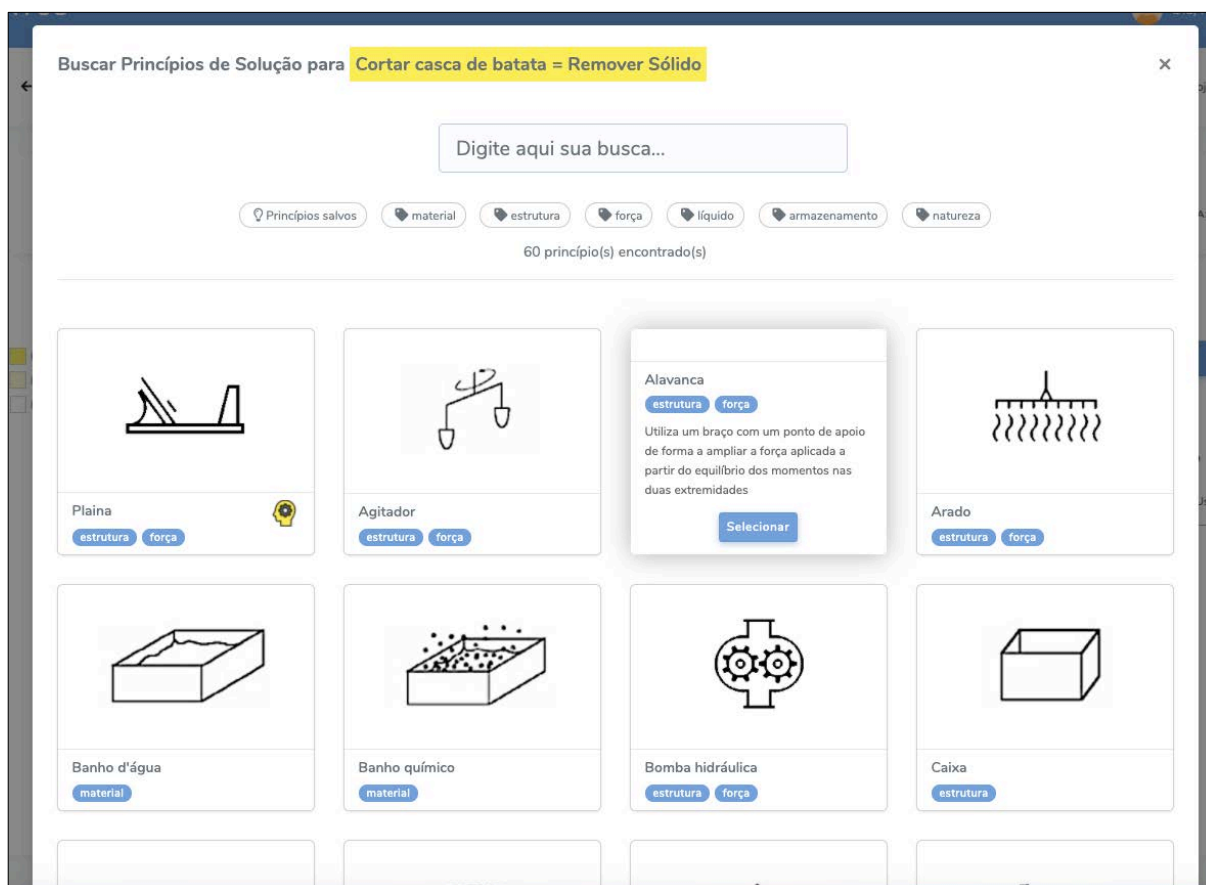 Buscar Princípios de Solução para Cortar casca de batata = Remover Sólido ×
Digite aqui sua busca...
Princípios salvos material estrutura força líquido armazenamento natureza
60 princípio(s) encontrado(s)
Plaina
estrutura força
Agitador
estrutura força
Alavanca
estrutura força
Utiliza um braço com um ponto de apoio
de forma a ampliar a força aplicada a
partir do equilíbrio dos momentos nas
duas extremidades
Selecionar
Arado
estrutura força
Banho d'água
material
Banho químico
material
Bomba hidráulica
estrutura força
Caixa
estrutura